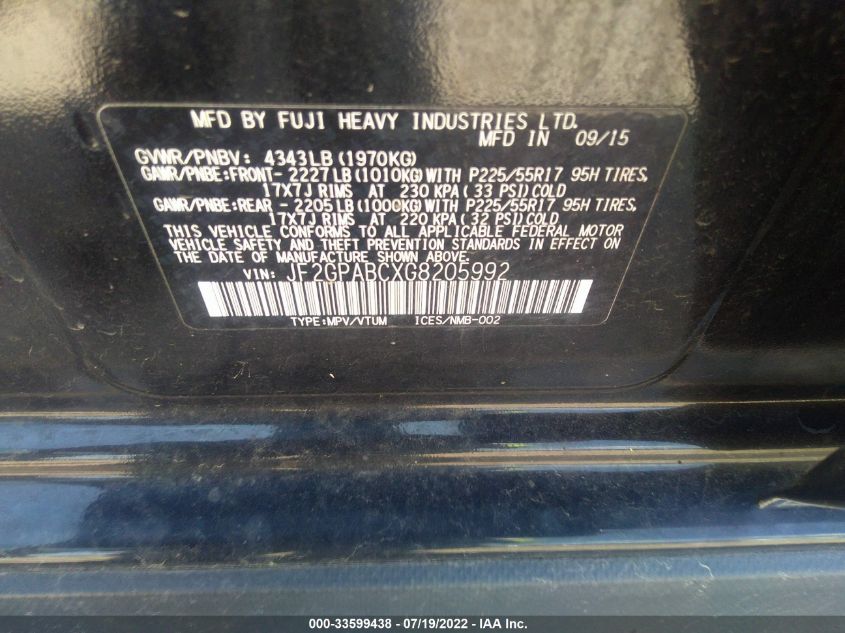 MFD BY FUJI HEAVY INDUSTRIES LTD.
MFD IN 09/15
GVWR/PNBV: 4343LB(1970KG)
GAWR/PNBE:FRONT-2227LB(1010KG)WITH P225/55R17 95H TIRES,
17X7J RIMS AT 230 KPA(33 PSI)COLD
GAWR/PNBE:REAR -2205LB(1000KG)WITH P225/55R17 95H TIRES,
17X7J RIMS AT 220 KPA(32 PSI)COLD
THIS VEHICLE CONFORMS TO ALL APPLICABLE FEDERAL MOTOR
VEHICLE SAFETY AND THEFT PREVENTION STANDARDS IN EFFECT ON
THE DATE OF MANUFACTURE SHOWN ABOVE.
VIN: JF2GPABCXG8205992
TYPE:MPV/VTUM ICES/NMB-002
000-33599438 - 07/19/2022 - IAA Inc.